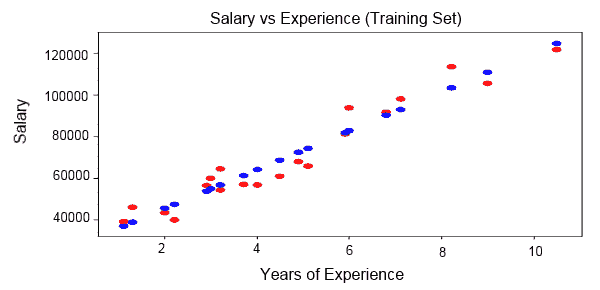 Salary vs Experience (Training Set)
120000
100000
80000
60000
40000
Salary
2 4 6 8 10
Years of Experience